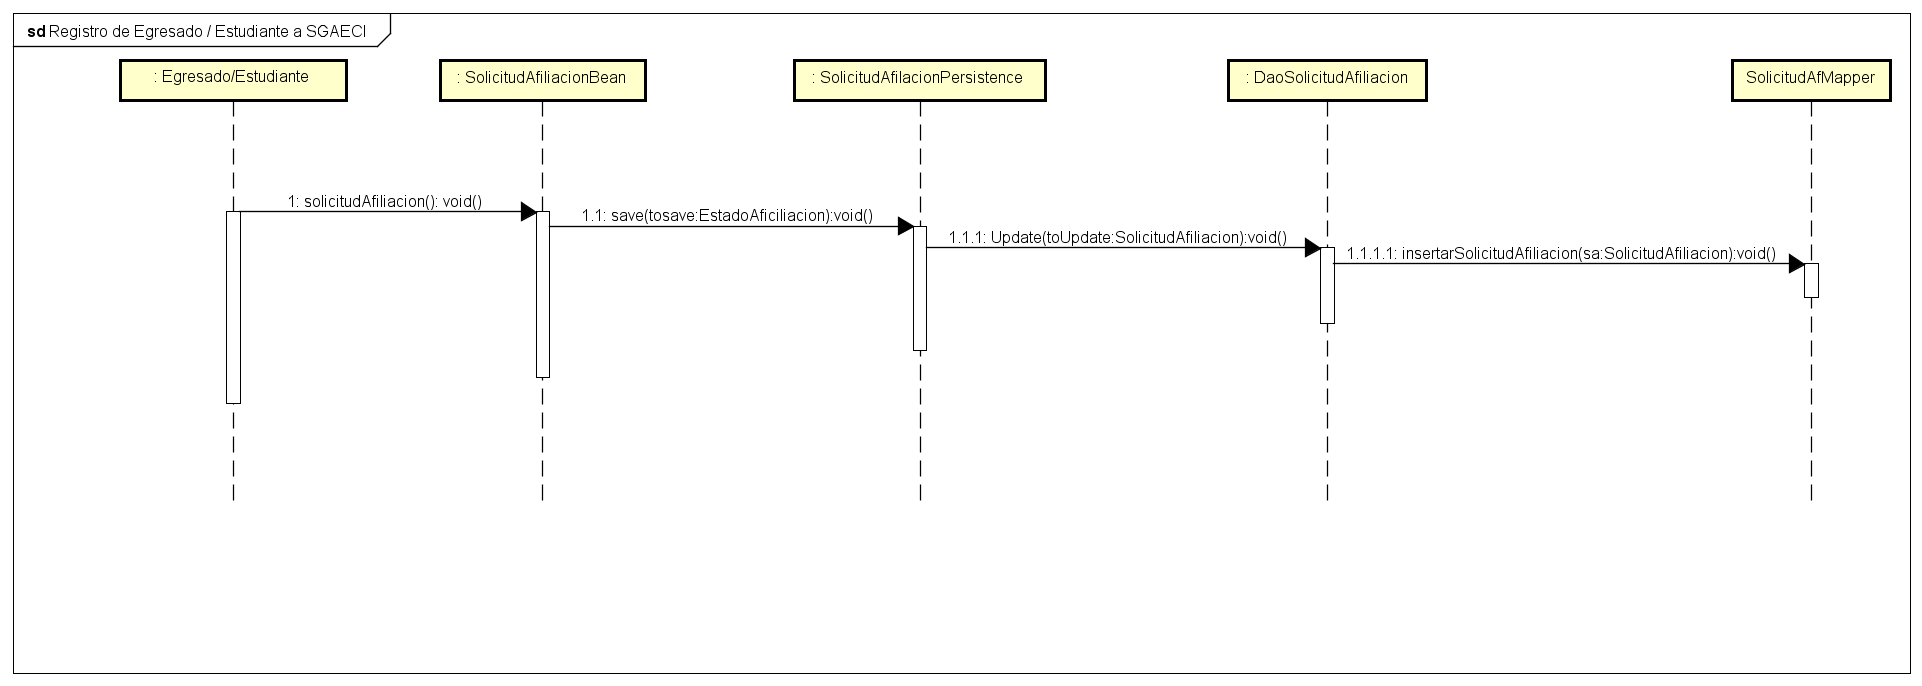 sd Registro de Egresado / Estudiante a SGAECI
: Egresado/Estudiante
: SolicitudAfiliacionBean
: SolicitudAfilacionPersistence
: DaoSolicitudAfiliacion
SolicitudAfMapper
1: solicitudAfiliacion(): void()
1.1: save(tosave:EstadoAficiliacion):void()
1.1.1: Update(toUpdate:SolicitudAfiliacion):void()
1.1.1.1: insertarSolicitudAfiliacion(sa:SolicitudAfiliacion):void()